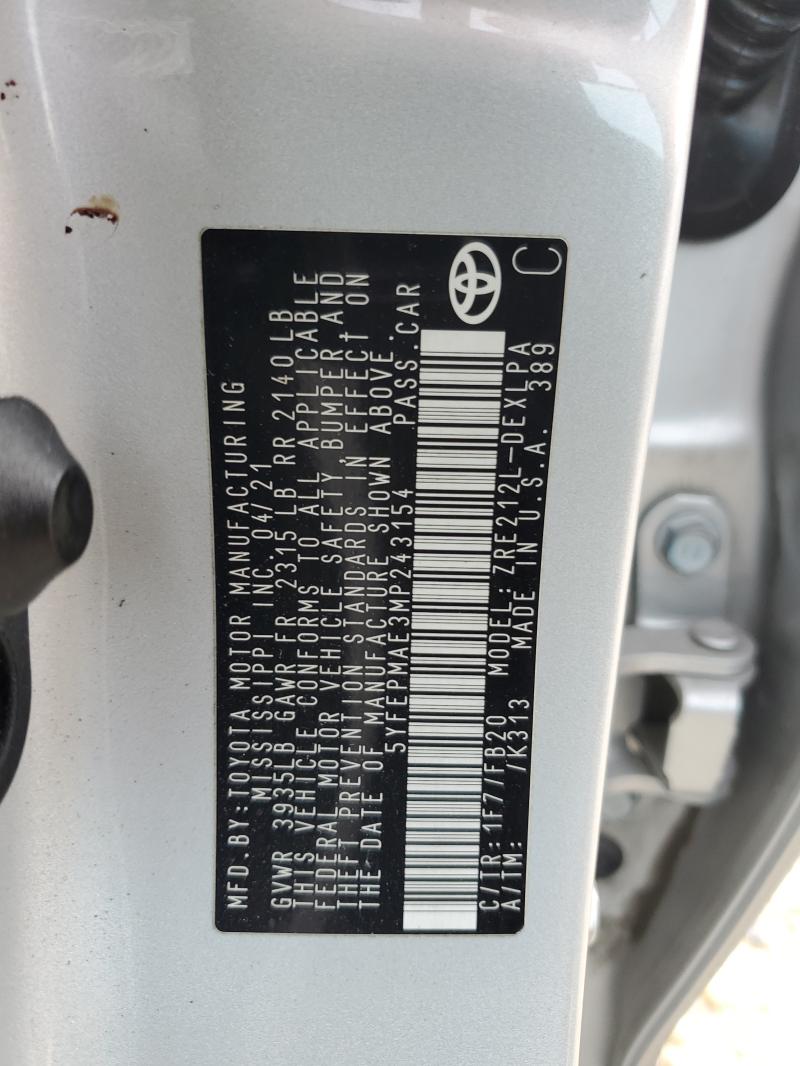 MFD.BY:TOYOTA MOTOR MANUFACTURING
MISSISSIPPI INC. 04/21
GVWR 3935LB GAWR FR 2315 LB RR 2140LB
THIS VEHICLE CONFORMS TO ALL APPLICABLE
FEDERAL MOTOR VEHICLE SAFETY, BUMPER AND
THEFT PREVENTION STANDARDS IN EFFECT ON
THE DATE OF MANUFACTURE SHOWN ABOVE.
5YFEPMAE3MP243154 PASS.CAR
C/TR:1F7/FB20 MODEL:ZRE212L-DEXLPA
A/TM: /K313 MADE IN U.S.A. 389
C